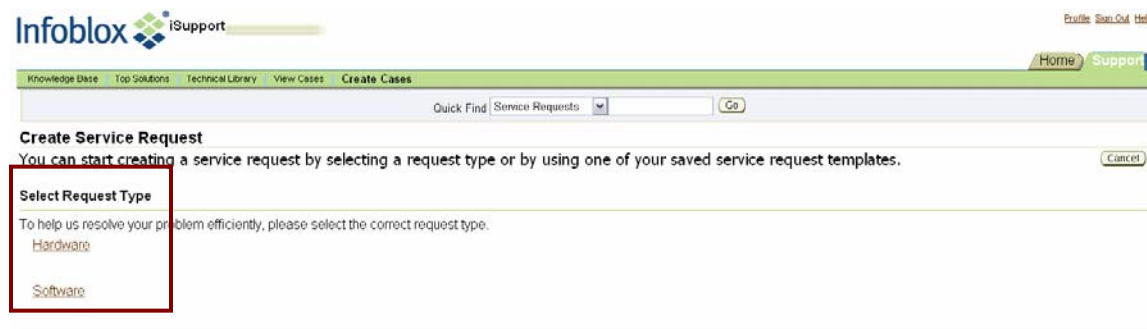 Infoblox iSupport
Profile Sign Out
Home Support
Knowledge Base Top Solutions Technical Library View Cases Create Cases
Quick Find Service Requests Go
Create Service Request
You can start creating a service request by selecting a request type or by using one of your saved service request templates.
Cancel
Select Request Type
To help us resolve your problem efficiently, please select the correct request type.
Hardware
Software